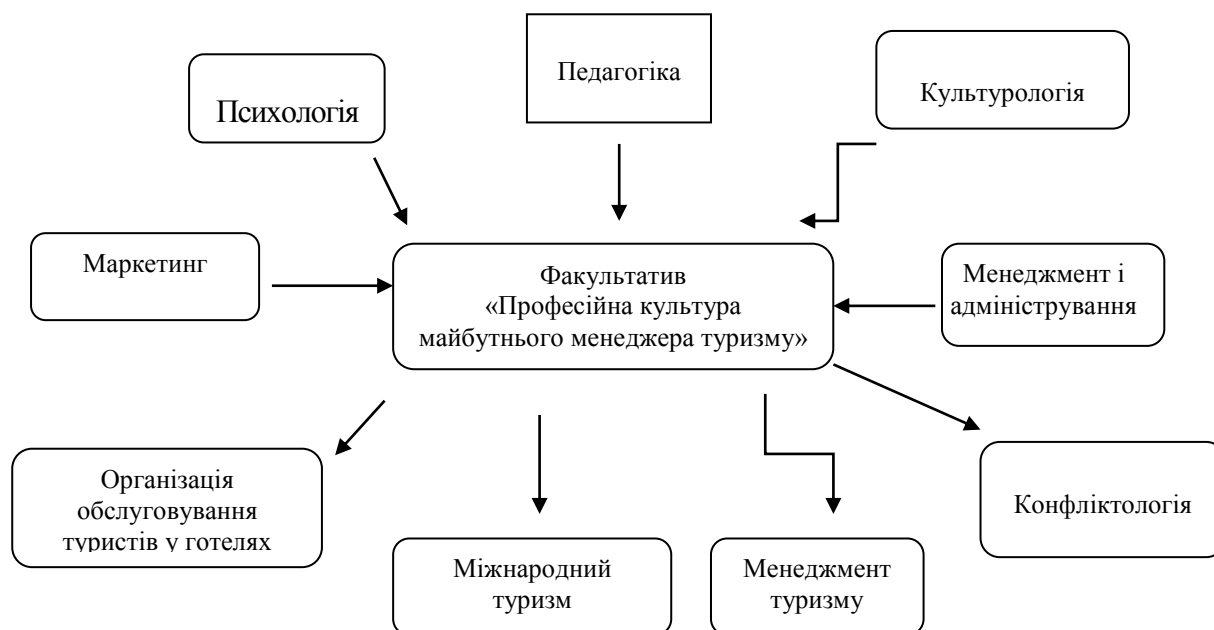 Педагогіка
Психологія
Культурологія
Маркетинг
Факультатив
«Професійна культура
майбутнього менеджера туризму»
Менеджмент і
адміністрування
Організація
обслуговування
туристів у готелях
Міжнародний
туризм
Менеджмент
туризму
Конфліктологія